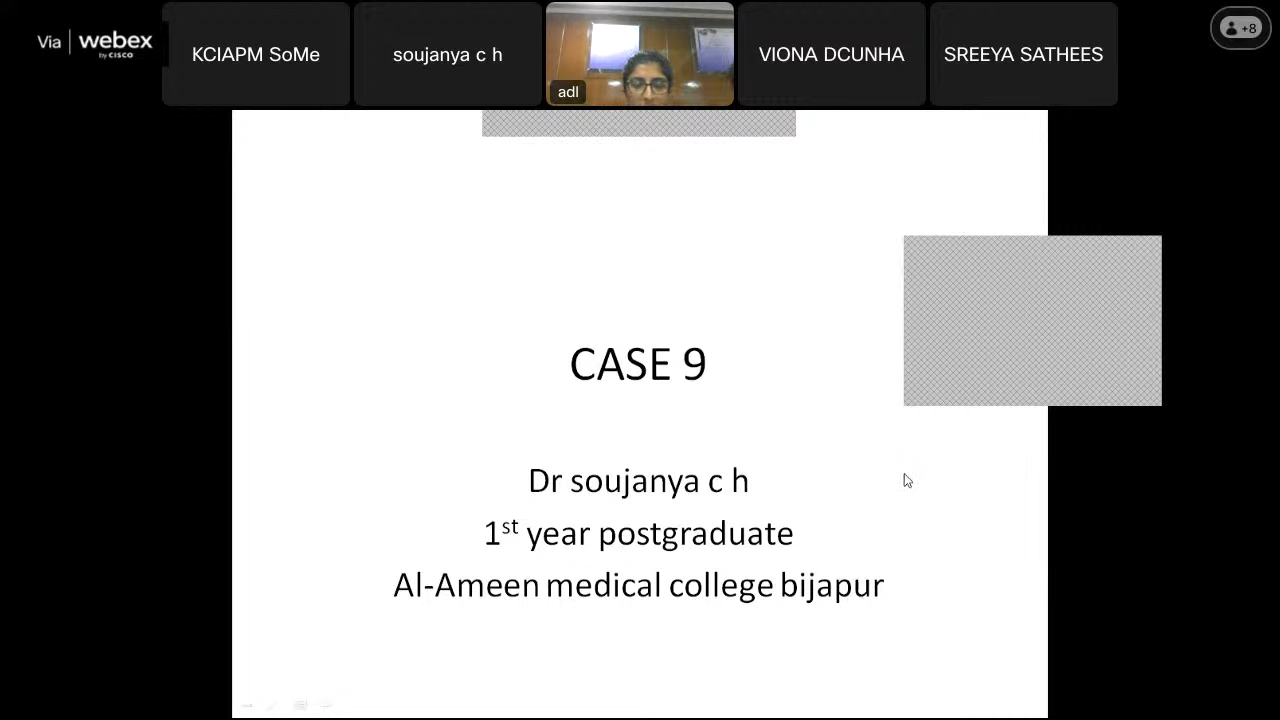 Via webex
by CISCO
KCIAPM SoMe
soujanya c h
adl
VIONA DCUNHA
SREEYA SATHEES
+8
CASE 9
Dr soujanya c h
1st year postgraduate
Al-Ameen medical college bijapur